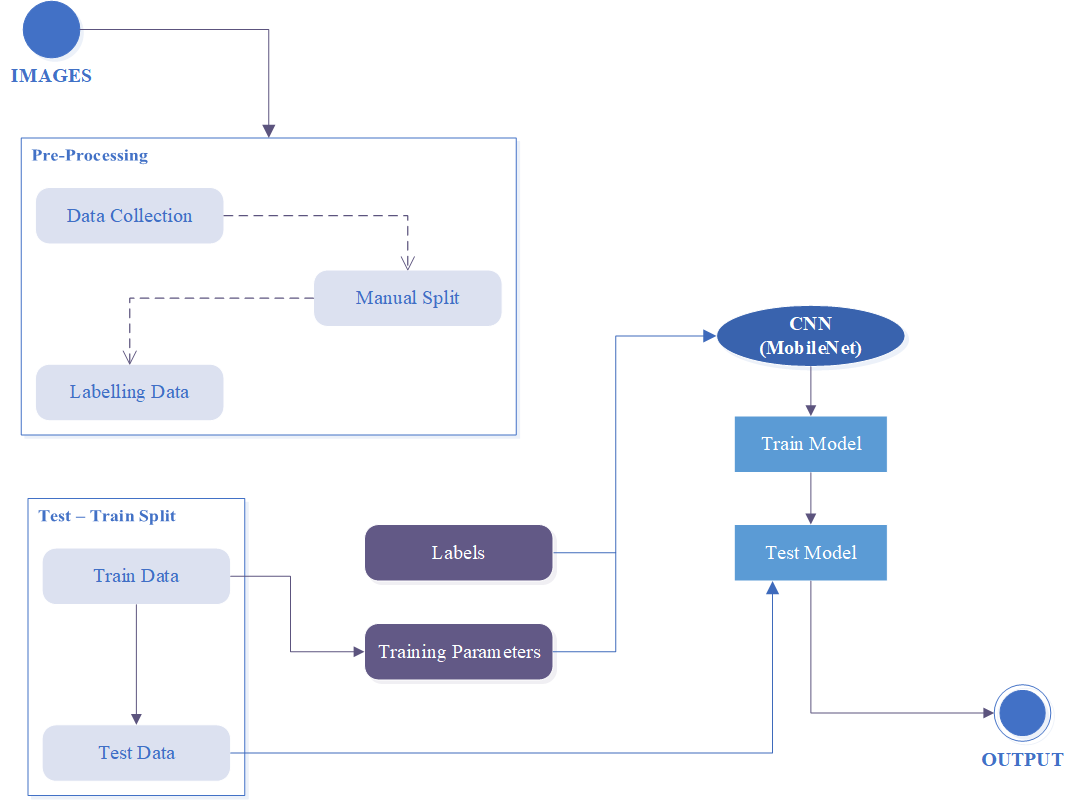 IMAGES
Pre-Processing
Data Collection
Manual Split
Labelling Data
CNN
(MobileNet)
Train Model
Test Model
Test – Train Split
Train Data
Labels
Training Parameters
Test Data
OUTPUT